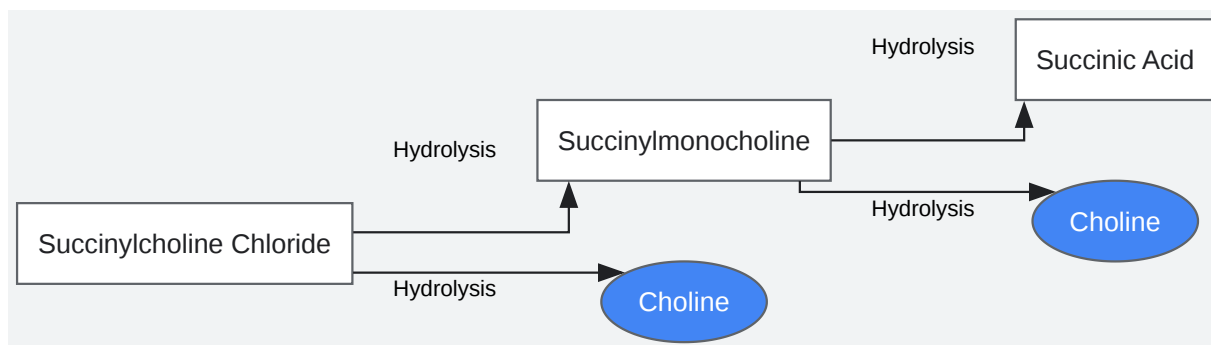 Hydrolysis
Succinic Acid
Hydrolysis
Succinylmonocholine
Hydrolysis
Choline
Succinylcholine Chloride
Hydrolysis
Choline